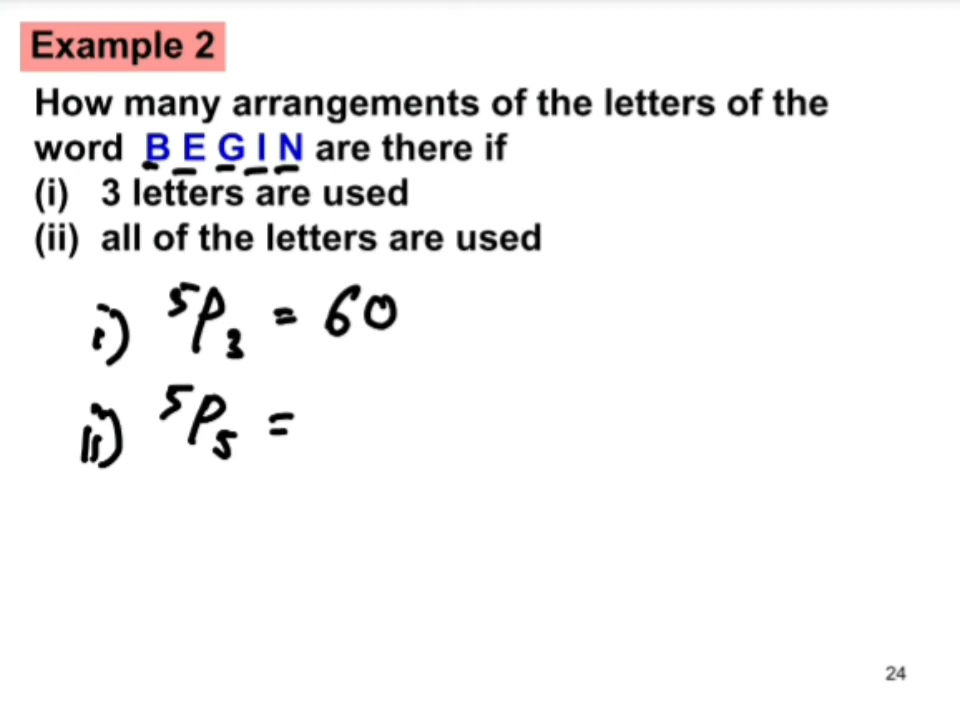 Example 2
How many arrangements of the letters of the
word B E G I N are there if
(i) 3 letters are used
(ii) all of the letters are used
i) ⁵P₃ = 60
ii) ⁵P₅ =
24